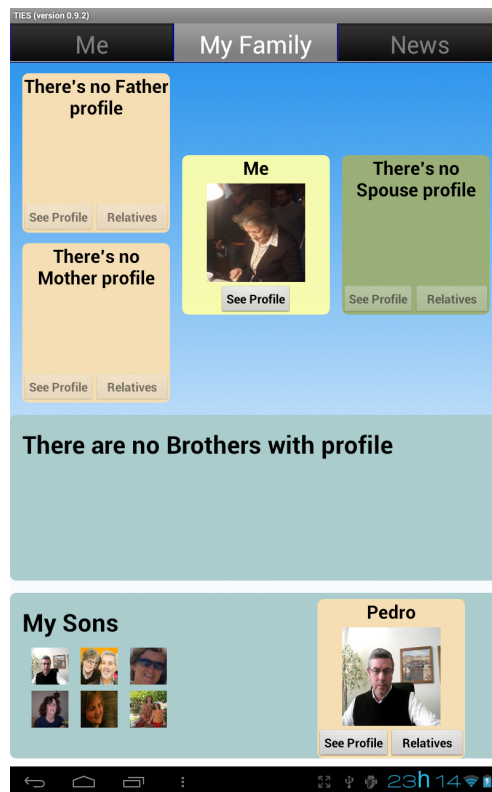 TIES (version 0.9.2)
Me
My Family
News
There's no Father
profile
See Profile
Relatives
There's no
Mother profile
See Profile
Relatives
Me
See Profile
There's no
Spouse profile
See Profile
Relatives
There are no Brothers with profile
My Sons
Pedro
See Profile
Relatives
23h14